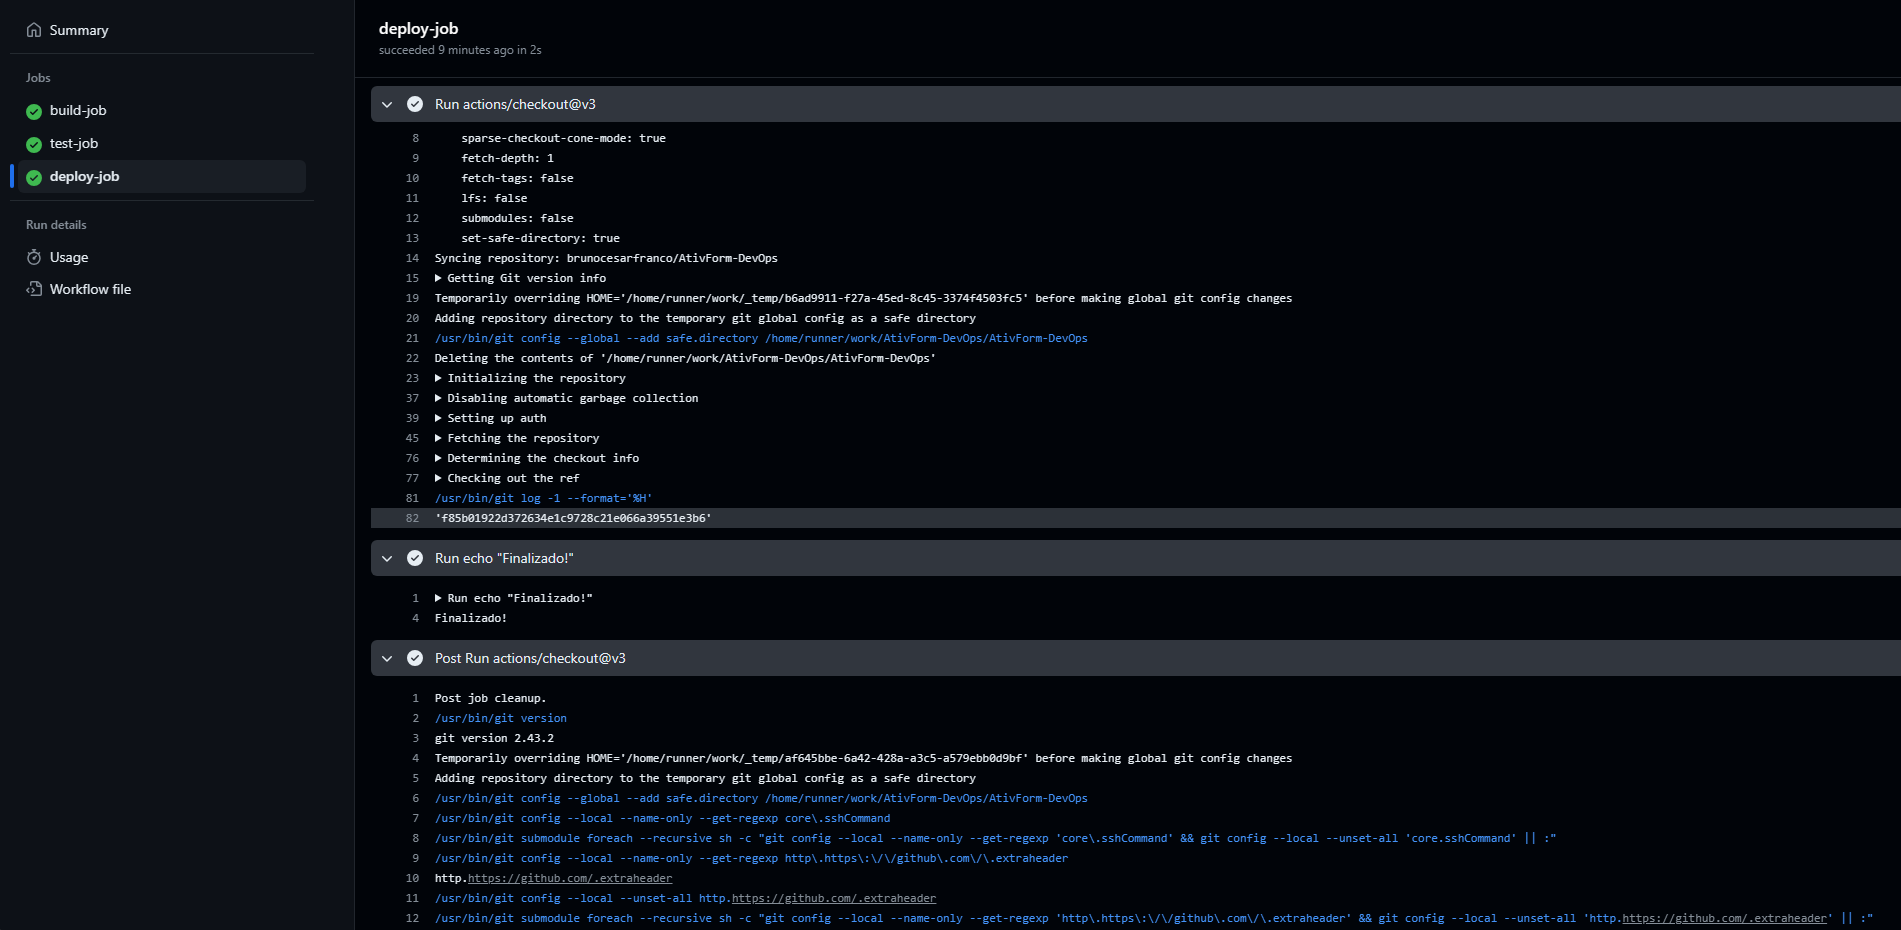 Summary
Jobs
build-job
test-job
deploy-job
Run details
Usage
Workflow file
deploy-job
succeeded 9 minutes ago in 2s
Run actions/checkout@v3
8 sparse-checkout-cone-mode: true
9 fetch-depth: 1
10 fetch-tags: false
11 lfs: false
12 submodules: false
13 set-safe-directory: true
14 Syncing repository: brunocesarfranco/AtivForm-DevOps
15 Getting Git version info
19 Temporarily overriding HOME='/home/runner/work/_temp/b6ad9911-f27a-45ed-8c45-3374f4503fc5' before making global git config changes
20 Adding repository directory to the temporary git global config as a safe directory
21 /usr/bin/git config --global --add safe.directory /home/runner/work/AtivForm-DevOps/AtivForm-DevOps
22 Deleting the contents of '/home/runner/work/AtivForm-DevOps/AtivForm-DevOps'
23 Initializing the repository
37 Disabling automatic garbage collection
39 Setting up auth
45 Fetching the repository
76 Determining the checkout info
77 Checking out the ref
81 /usr/bin/git log -1 --format='%H'
82 'f85b01922d372634e1c9728c21e066a39551e3b6'
Run echo "Finalizado!"
1 Run echo "Finalizado!"
4 Finalizado!
Post Run actions/checkout@v3
1 Post job cleanup.
2 /usr/bin/git version
3 git version 2.43.2
4 Temporarily overriding HOME='/home/runner/work/_temp/af645bbe-6a42-428a-a3c5-a579ebb0d9bf' before making global git config changes
5 Adding repository directory to the temporary git global config as a safe directory
6 /usr/bin/git config --global --add safe.directory /home/runner/work/AtivForm-DevOps/AtivForm-DevOps
7 /usr/bin/git config --local --name-only --get-regexp core\.sshCommand
8 /usr/bin/git submodule foreach --recursive sh -c "git config --local --name-only --get-regexp 'core\.sshCommand' && git config --local --unset-all 'core.sshCommand' || :"
9 /usr/bin/git config --local --name-only --get-regexp http\.https\:\/\/github\.com\/\.extraheader
10 http.https://github.com/.extraheader
11 /usr/bin/git config --local --unset-all http.https://github.com/.extraheader
12 /usr/bin/git submodule foreach --recursive sh -c "git config --local --name-only --get-regexp 'http\.https\:\/\/github\.com\/\.extraheader' && git config --local --unset-all 'http.https://github.com/.extraheader' || :"